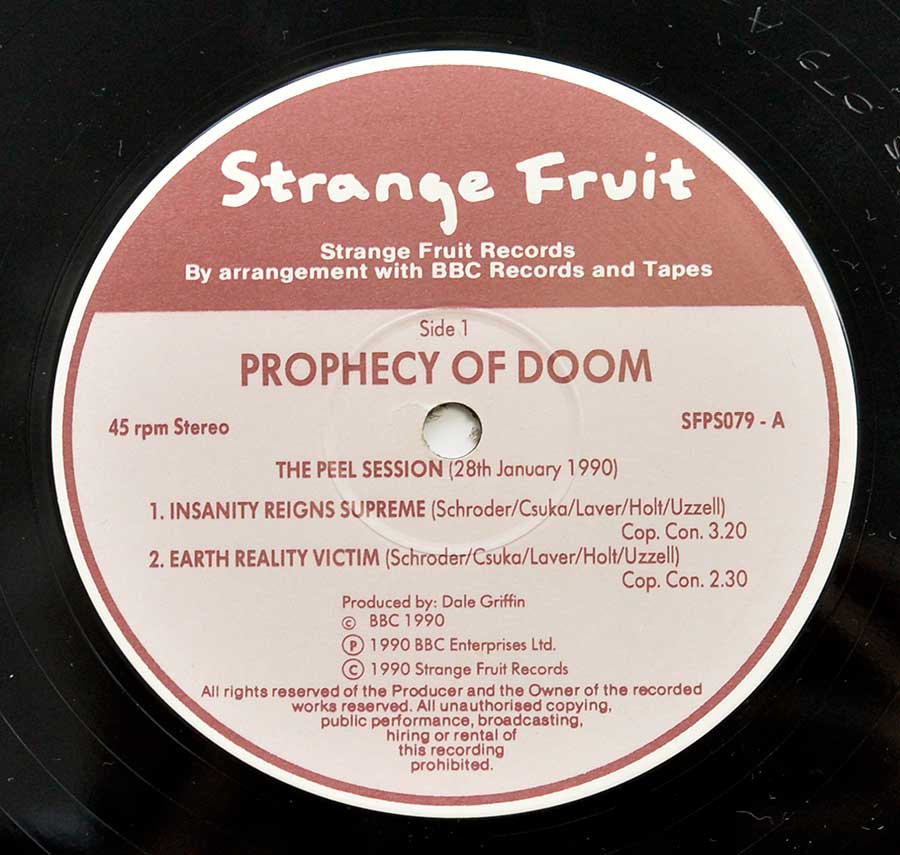 Strange Fruit
Strange Fruit Records
By arrangement with BBC Records and Tapes
Side 1
PROPHECY OF DOOM
45 rpm Stereo
SFPS079 - A
THE PEEL SESSION (28th January 1990)
1. INSANITY REIGNS SUPREME (Schroder/Csuka/Laver/Holt/Uzzell)
Cop. Con. 3.20
2. EARTH REALITY VICTIM (Schroder/Csuka/Laver/Holt/Uzzell)
Cop. Con. 2.30
Produced by: Dale Griffin
© BBC 1990
℗ 1990 BBC Enterprises Ltd.
© 1990 Strange Fruit Records
All rights reserved of the Producer and the Owner of the recorded
works reserved. All unauthorised copying,
public performance, broadcasting,
hiring or rental of
this recording
prohibited.
079 A